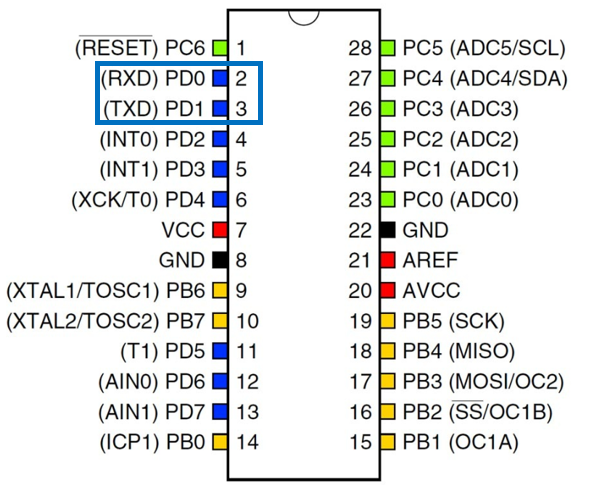 (RESET) PC6 1 28 PC5 (ADC5/SCL)
(RXD) PD0 2 27 PC4 (ADC4/SDA)
(TXD) PD1 3 26 PC3 (ADC3)
(INT0) PD2 4 25 PC2 (ADC2)
(INT1) PD3 5 24 PC1 (ADC1)
(XCK/T0) PD4 6 23 PC0 (ADC0)
VCC 7 22 GND
GND 8 21 AREF
(XTAL1/TOSC1) PB6 9 20 AVCC
(XTAL2/TOSC2) PB7 10 19 PB5 (SCK)
(T1) PD5 11 18 PB4 (MISO)
(AIN0) PD6 12 17 PB3 (MOSI/OC2)
(AIN1) PD7 13 16 PB2 (SS/OC1B)
(ICP1) PB0 14 15 PB1 (OC1A)